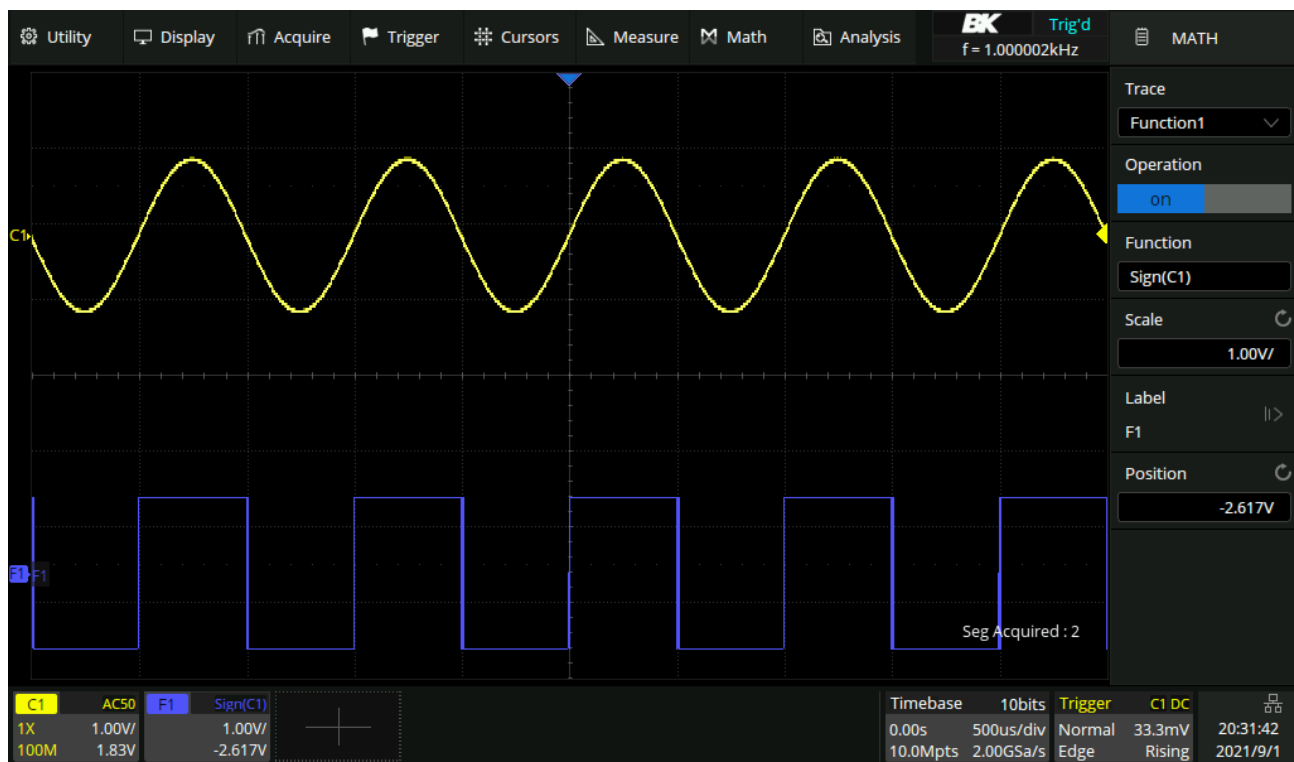 Utility Display Acquire Trigger Cursors Measure Math Analysis BK Trig'd MATH
f = 1.000002kHz
Trace
Function1
Operation
on
Function
Sign(C1)
Scale
1.00V/
Label
F1
Position
-2.617V
C1
F1 F1
Seg Acquired : 2
C1 AC50 F1 Sign(C1) Timebase 10bits Trigger C1 DC
1X 1.00V/ 1.00V/ 0.00s 500us/div Normal 33.3mV 20:31:42
100M 1.83V -2.617V 10.0Mpts 2.00GSa/s Edge Rising 2021/9/1